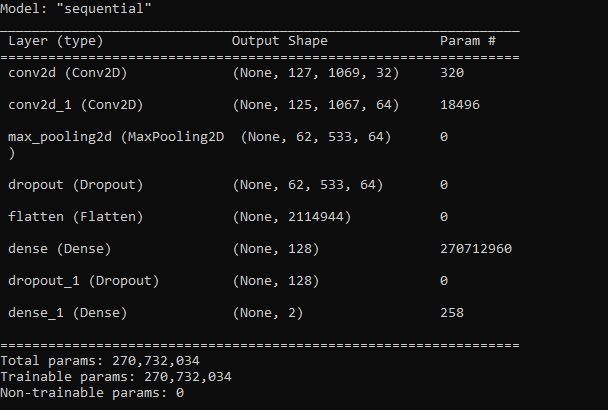 Model: "sequential"
_________________________________________________________________
Layer (type) Output Shape Param #
=================================================================
conv2d (Conv2D) (None, 127, 1069, 32) 320
conv2d_1 (Conv2D) (None, 125, 1067, 64) 18496
max_pooling2d (MaxPooling2D (None, 62, 533, 64) 0
)
dropout (Dropout) (None, 62, 533, 64) 0
flatten (Flatten) (None, 2114944) 0
dense (Dense) (None, 128) 270712960
dropout_1 (Dropout) (None, 128) 0
dense_1 (Dense) (None, 2) 258
=================================================================
Total params: 270,732,034
Trainable params: 270,732,034
Non-trainable params: 0